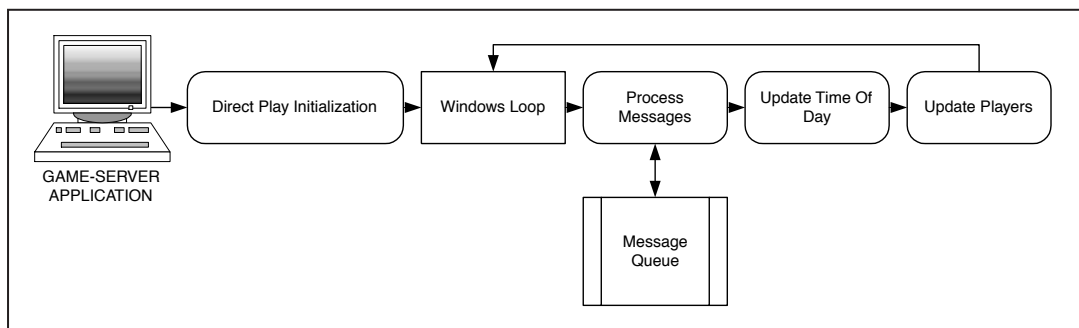 GAME-SERVER
APPLICATION
Direct Play Initialization
Windows Loop
Process
Messages
Update Time Of
Day
Update Players
Message
Queue